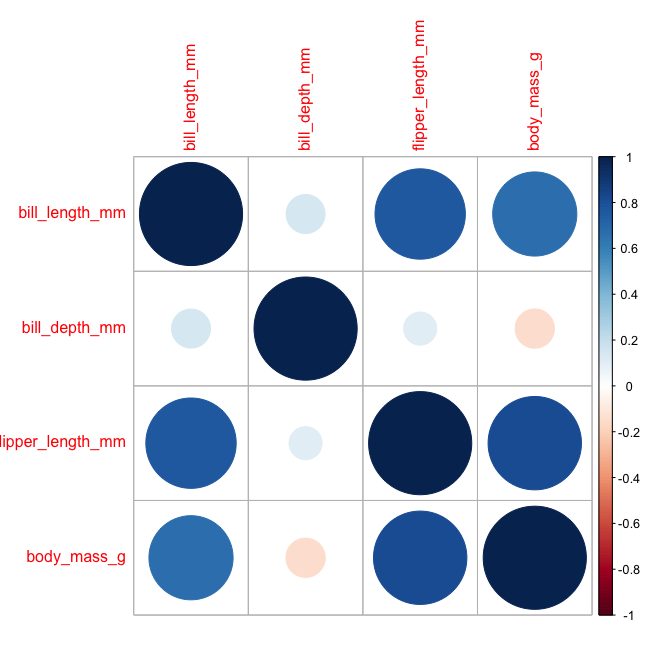 bill_length_mm
bill_depth_mm
flipper_length_mm
body_mass_g
bill_length_mm
bill_depth_mm
lipper_length_mm
body_mass_g
1
0.8
0.6
0.4
0.2
0
-0.2
-0.4
-0.6
-0.8
-1